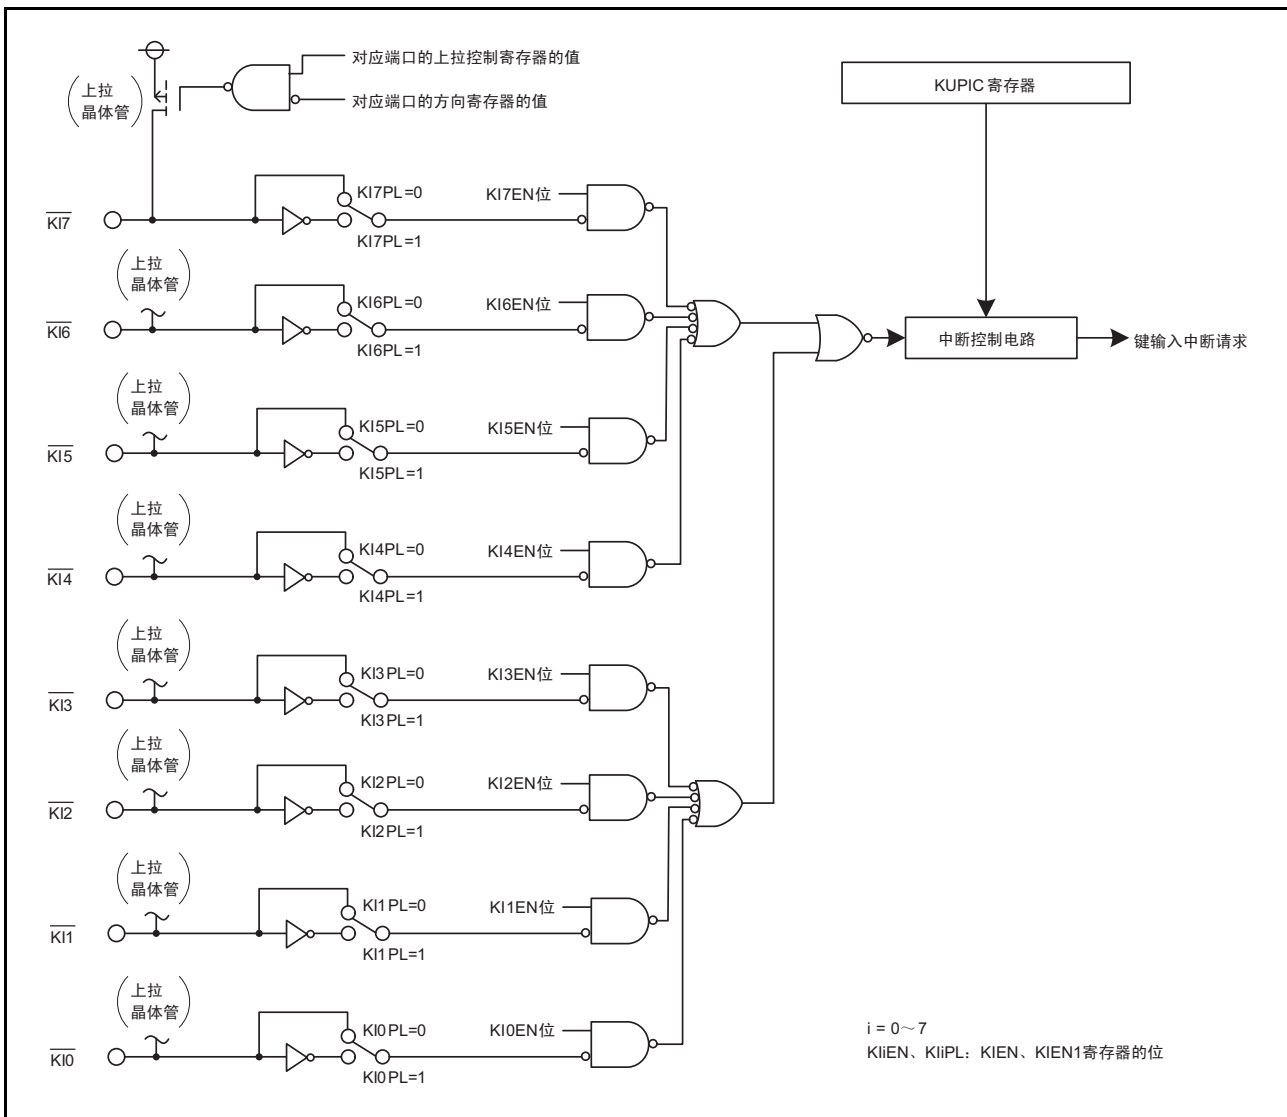 对应端口的上拉控制寄存器的值
上拉
晶体管
对应端口的方向寄存器的值
KUPIC 寄存器
KI7
KI7PL=0
KI7PL=1
KI7EN位
上拉
晶体管
KI6
KI6PL=0
KI6PL=1
KI6EN位
中断控制电路
键输入中断请求
上拉
晶体管
KI5
KI5PL=0
KI5PL=1
KI5EN位
上拉
晶体管
KI4
KI4PL=0
KI4PL=1
KI4EN位
上拉
晶体管
KI3
KI3PL=0
KI3PL=1
KI3EN位
上拉
晶体管
KI2
KI2PL=0
KI2PL=1
KI2EN位
上拉
晶体管
KI1
KI1PL=0
KI1PL=1
KI1EN位
上拉
晶体管
KI0
KI0PL=0
KI0PL=1
KI0EN位
i = 0～7
KIiEN、KIiPL：KIEN、KIEN1寄存器的位